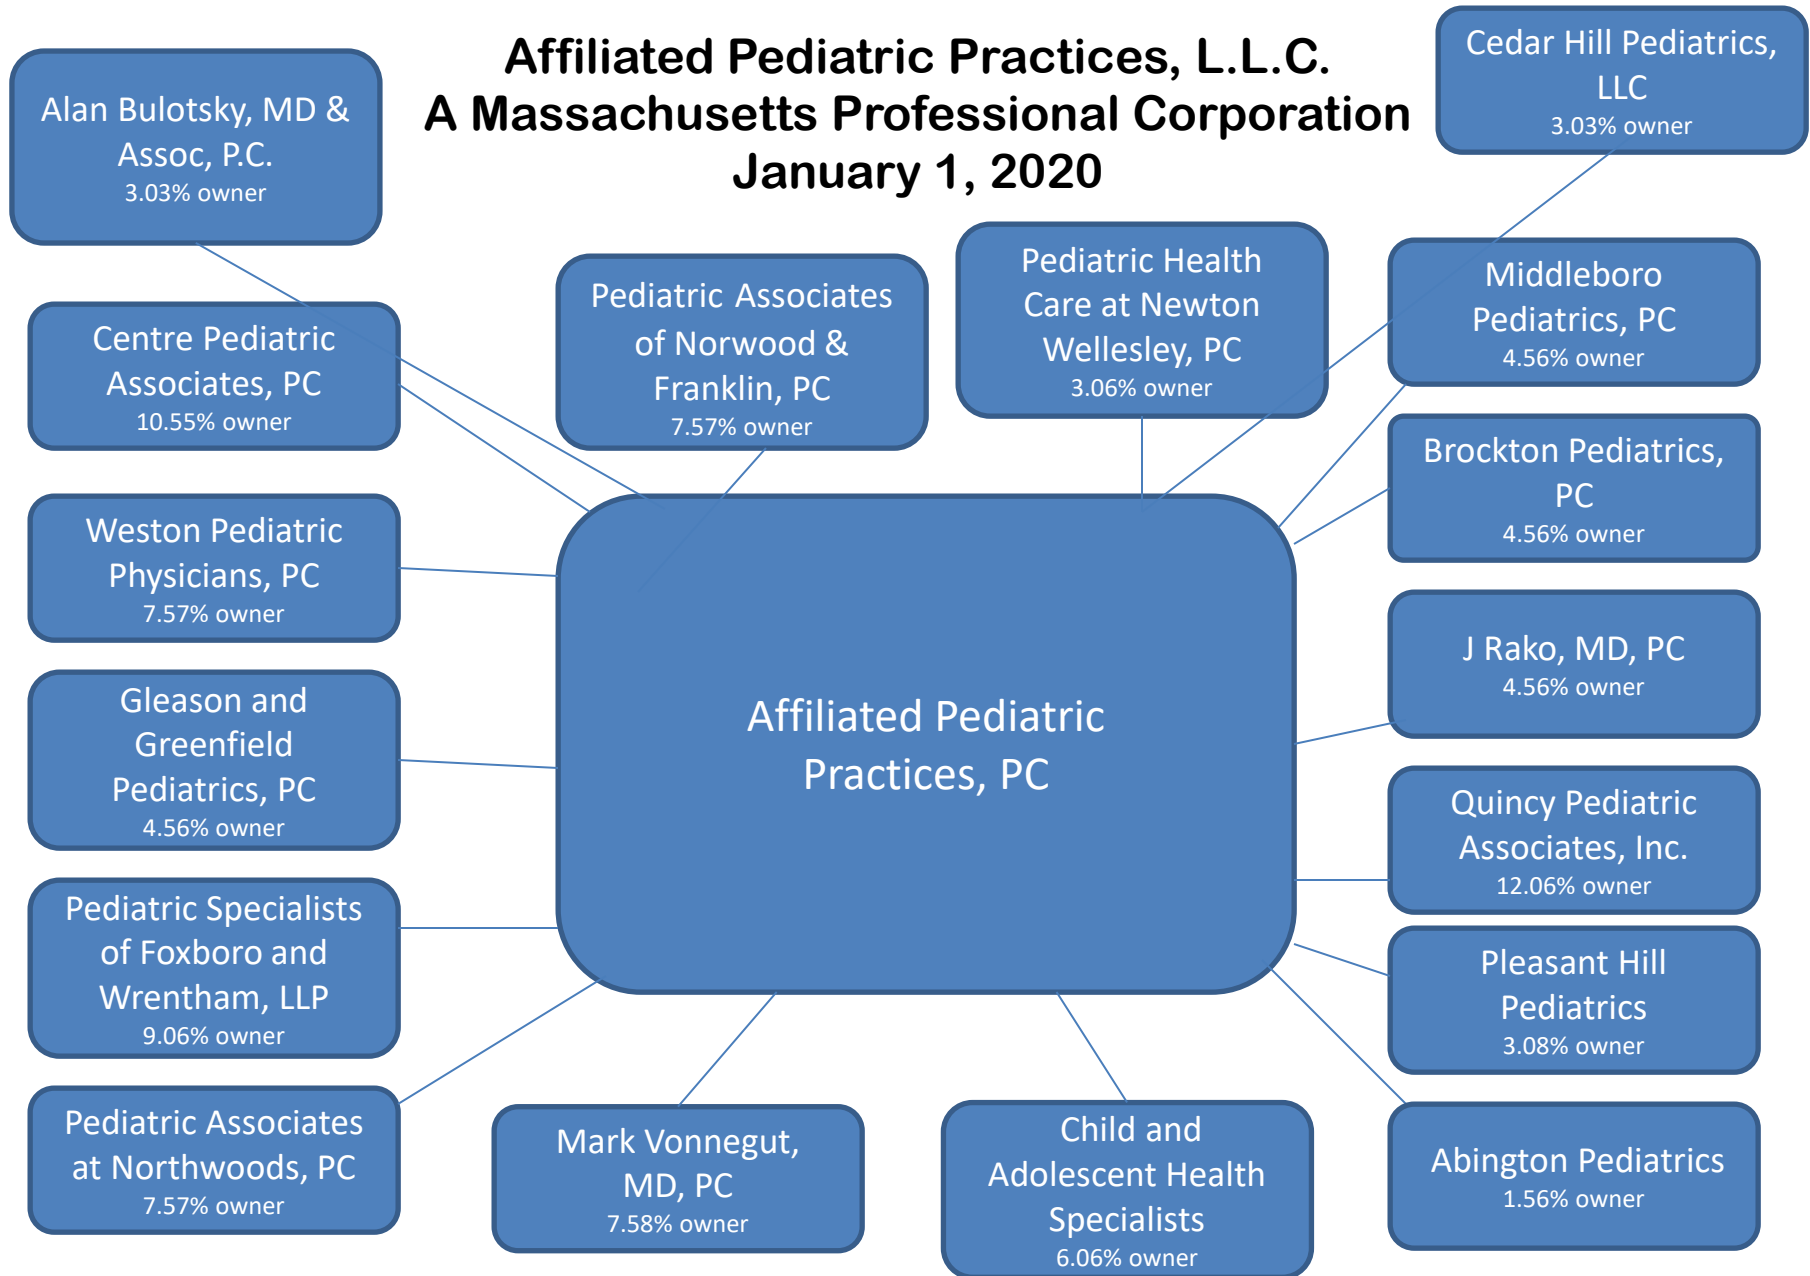 Affiliated Pediatric Practices, L.L.C.
A Massachusetts Professional Corporation
January 1, 2020
Alan Bulotsky, MD &
Assoc, P.C.
3.03% owner
Cedar Hill Pediatrics,
LLC
3.03% owner
Centre Pediatric
Associates, PC
10.55% owner
Pediatric Associates
of Norwood &
Franklin, PC
7.57% owner
Pediatric Health
Care at Newton
Wellesley, PC
3.06% owner
Middleboro
Pediatrics, PC
4.56% owner
Weston Pediatric
Physicians, PC
7.57% owner
Brockton Pediatrics,
PC
4.56% owner
Gleason and
Greenfield
Pediatrics, PC
4.56% owner
Affiliated Pediatric
Practices, PC
J Rako, MD, PC
4.56% owner
Quincy Pediatric
Associates, Inc.
12.06% owner
Pediatric Specialists
of Foxboro and
Wrentham, LLP
9.06% owner
Pleasant Hill
Pediatrics
3.08% owner
Pediatric Associates
at Northwoods, PC
7.57% owner
Mark Vonnegut,
MD, PC
7.58% owner
Child and
Adolescent Health
Specialists
6.06% owner
Abington Pediatrics
1.56% owner